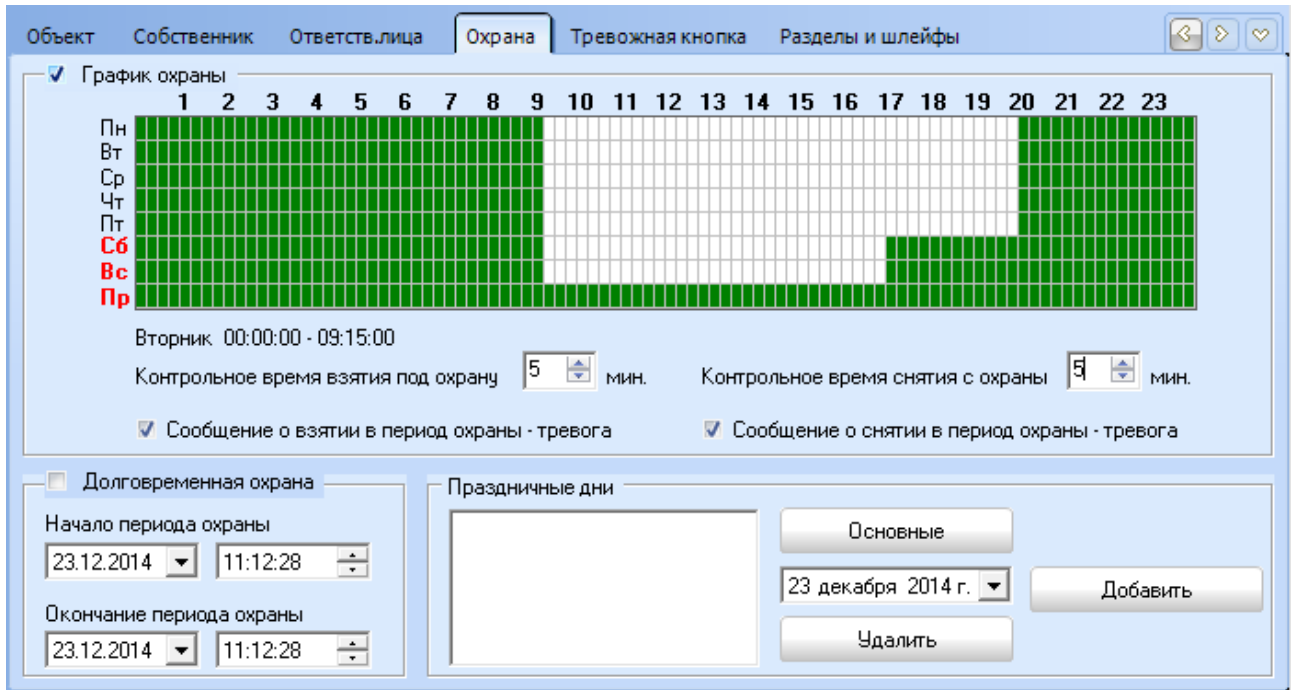 Объект Собственник Ответств.лица Охрана Тревожная кнопка Разделы и шлейфы
График охраны
1 2 3 4 5 6 7 8 9 10 11 12 13 14 15 16 17 18 19 20 21 22 23
Пн
Вт
Ср
Чт
Пт
Сб
Вс
Пр
Вторник 00:00:00 - 09:15:00
Контрольное время взятия под охрану 5 мин. Контрольное время снятия с охраны 5 мин.
Сообщение о взятии в период охраны - тревога Сообщение о снятии в период охраны - тревога
Долговременная охрана
Начало периода охраны
23.12.2014 11:12:28
Окончание периода охраны
23.12.2014 11:12:28
Праздничные дни
Основные
23 декабря 2014 г. Добавить
Удалить